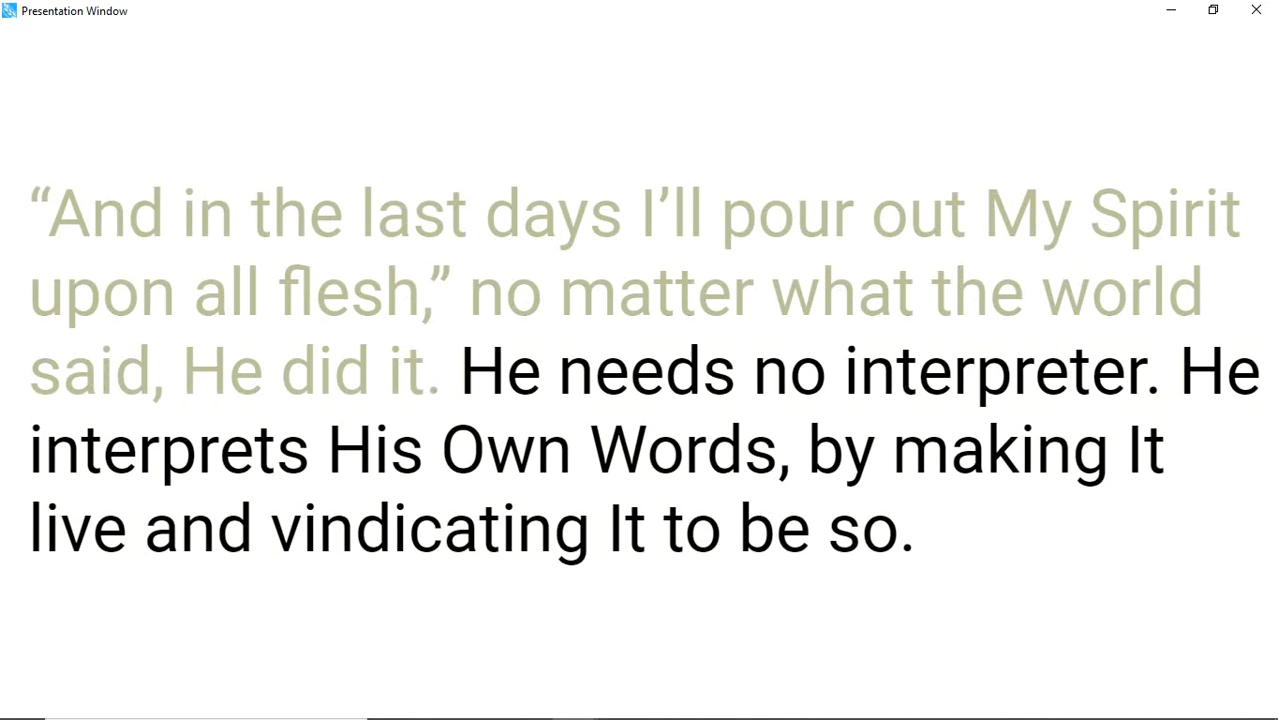 Presentation Window
“And in the last days I’ll pour out My Spirit
upon all flesh,” no matter what the world
said, He did it. He needs no interpreter. He
interprets His Own Words, by making It
live and vindicating It to be so.